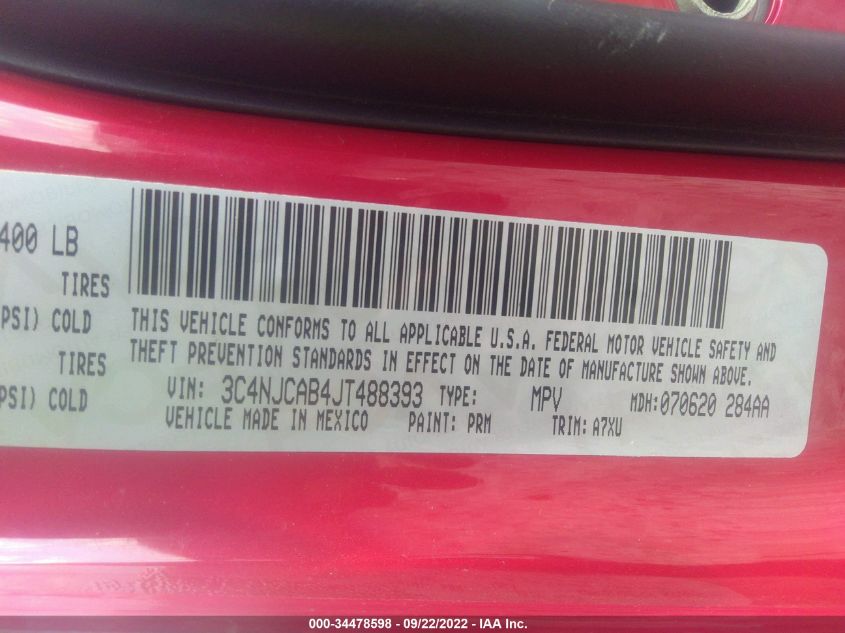 400 LB
TIRES
PSI) COLD
TIRES
PSI) COLD
THIS VEHICLE CONFORMS TO ALL APPLICABLE U.S.A. FEDERAL MOTOR VEHICLE SAFETY AND
THEFT PREVENTION STANDARDS IN EFFECT ON THE DATE OF MANUFACTURE SHOWN ABOVE.
VIN: 3C4NJCAB4JT488393 TYPE: MPV MDH:070620 284AA
VEHICLE MADE IN MEXICO PAINT: PRM TRIM: A7XU
000-34478598 - 09/22/2022 - IAA Inc.